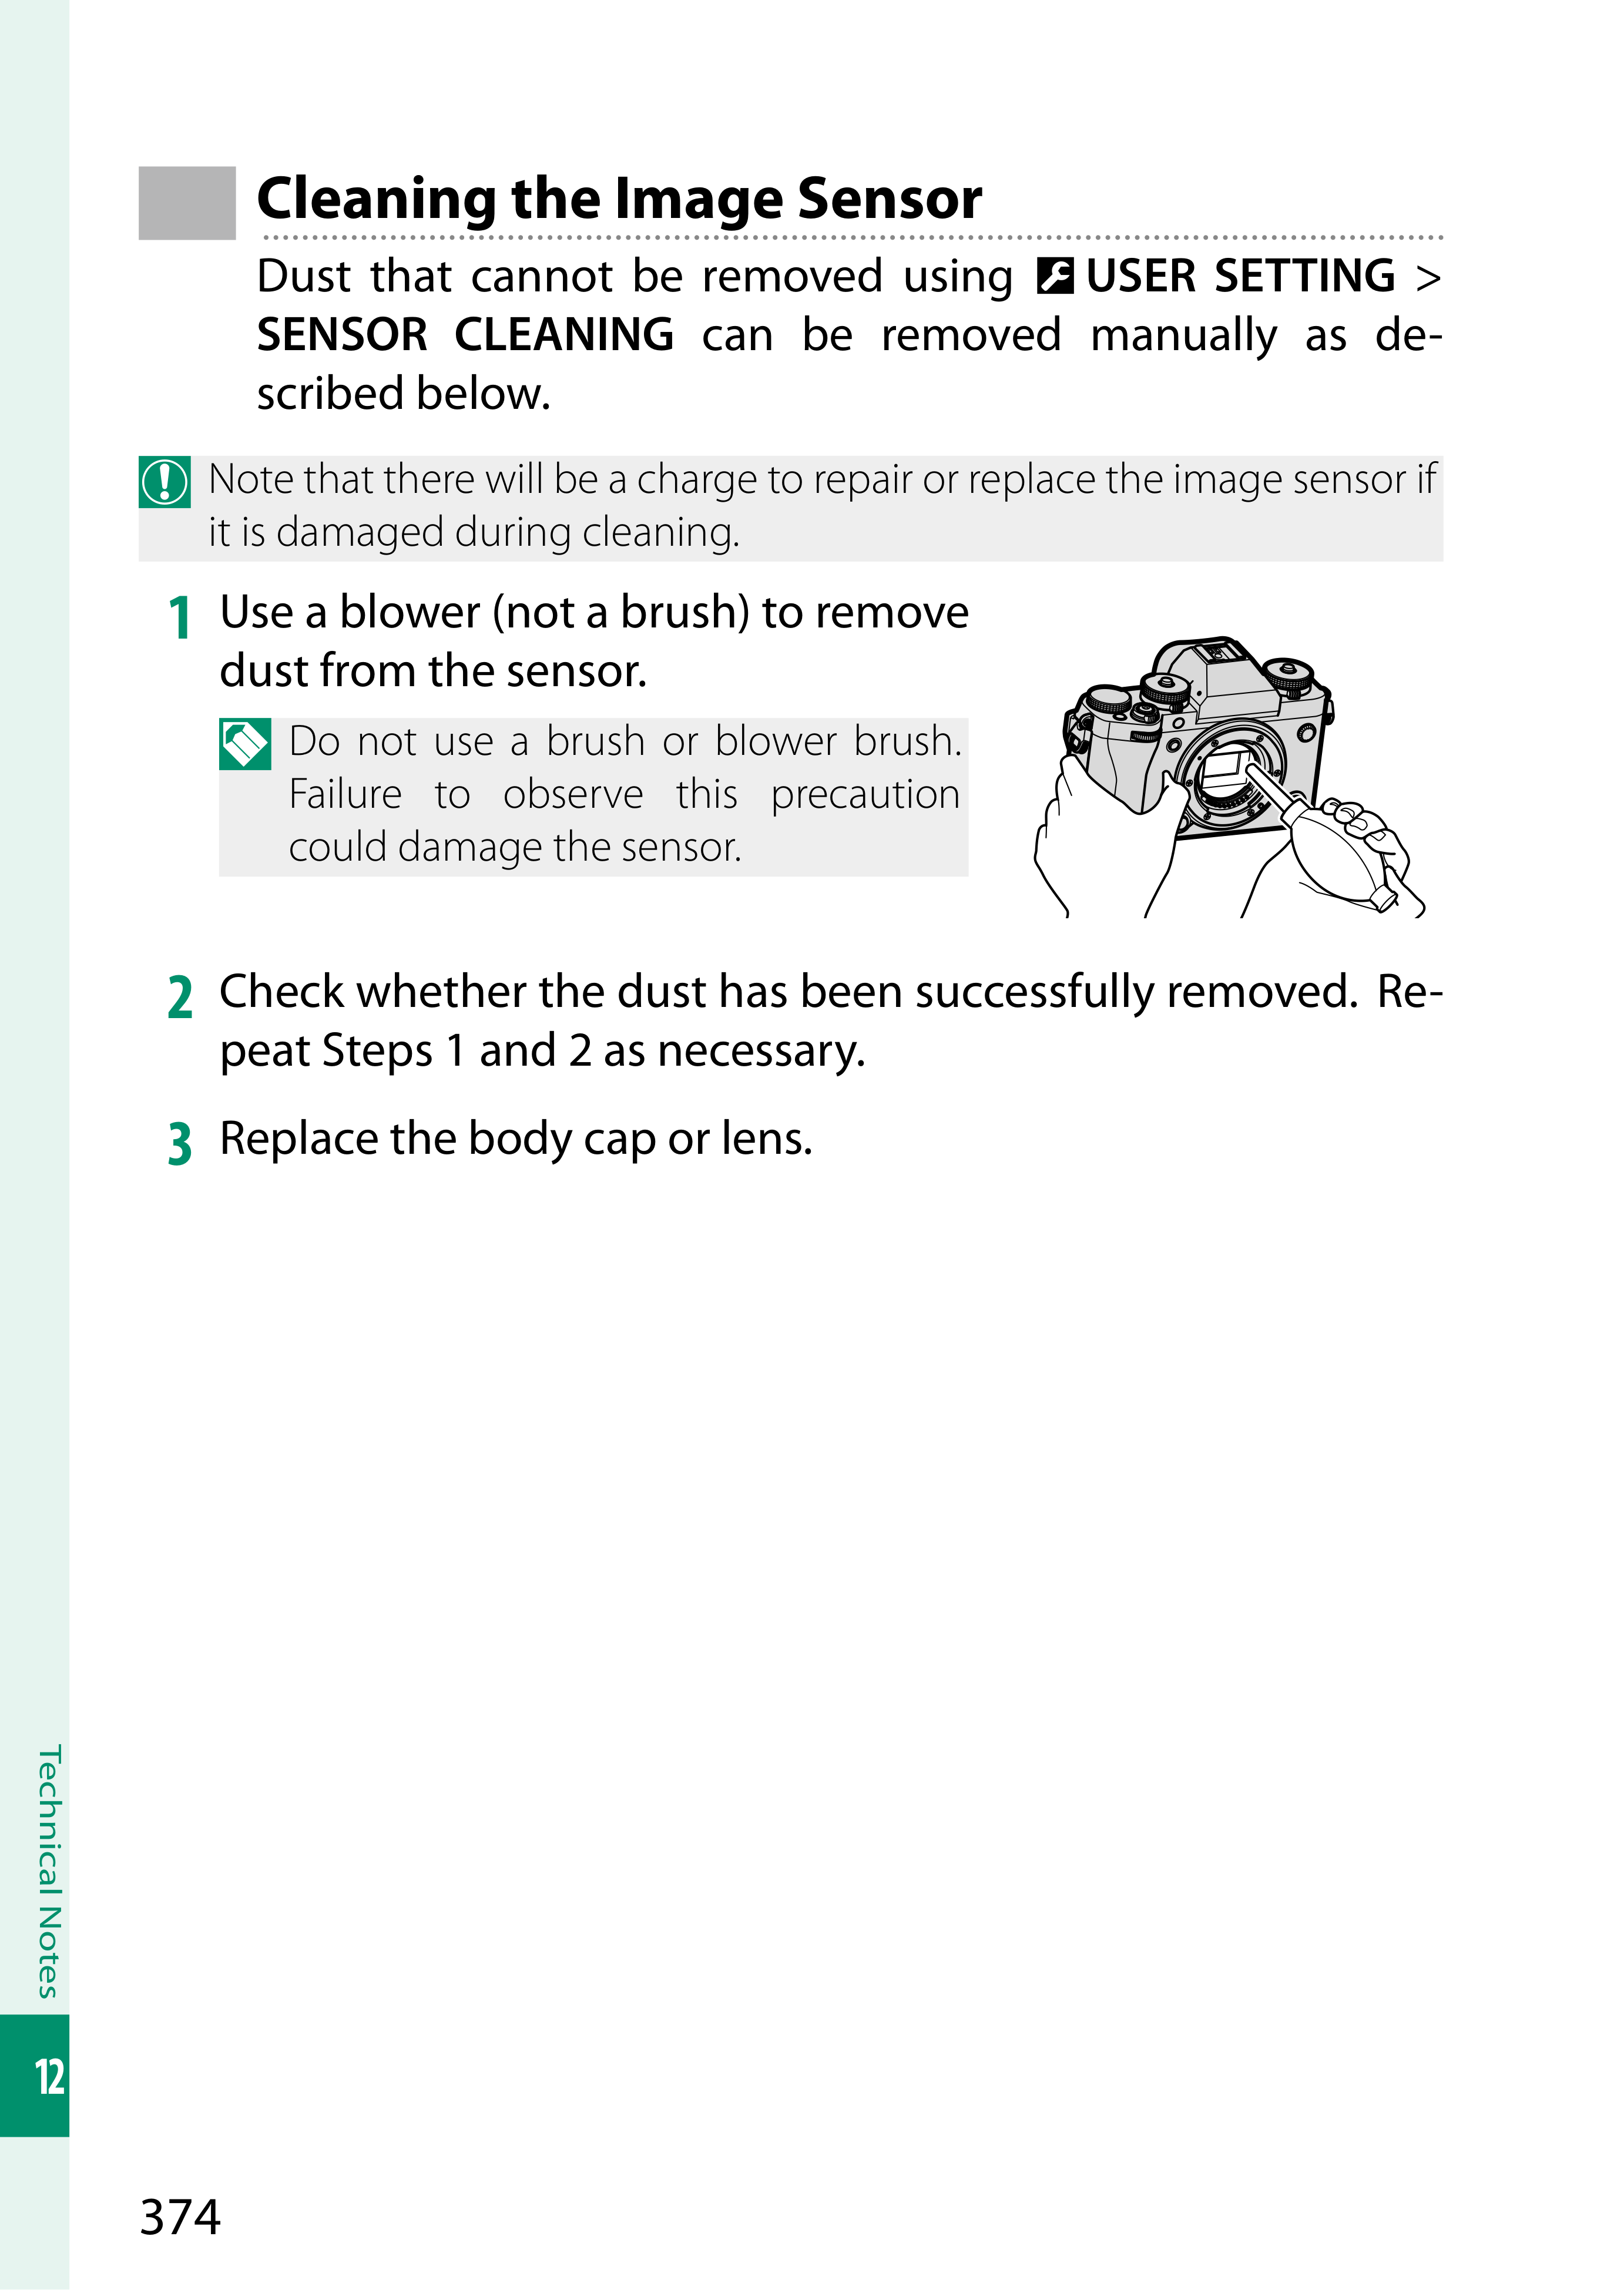 Cleaning the Image Sensor
Dust that cannot be removed using USER SETTING >
SENSOR CLEANING can be removed manually as de-
scribed below.
Note that there will be a charge to repair or replace the image sensor if
it is damaged during cleaning.
1 Use a blower (not a brush) to remove
dust from the sensor.
Do not use a brush or blower brush.
Failure to observe this precaution
could damage the sensor.
2 Check whether the dust has been successfully removed. Re-
peat Steps 1 and 2 as necessary.
3 Replace the body cap or lens.
Technical Notes
12
374